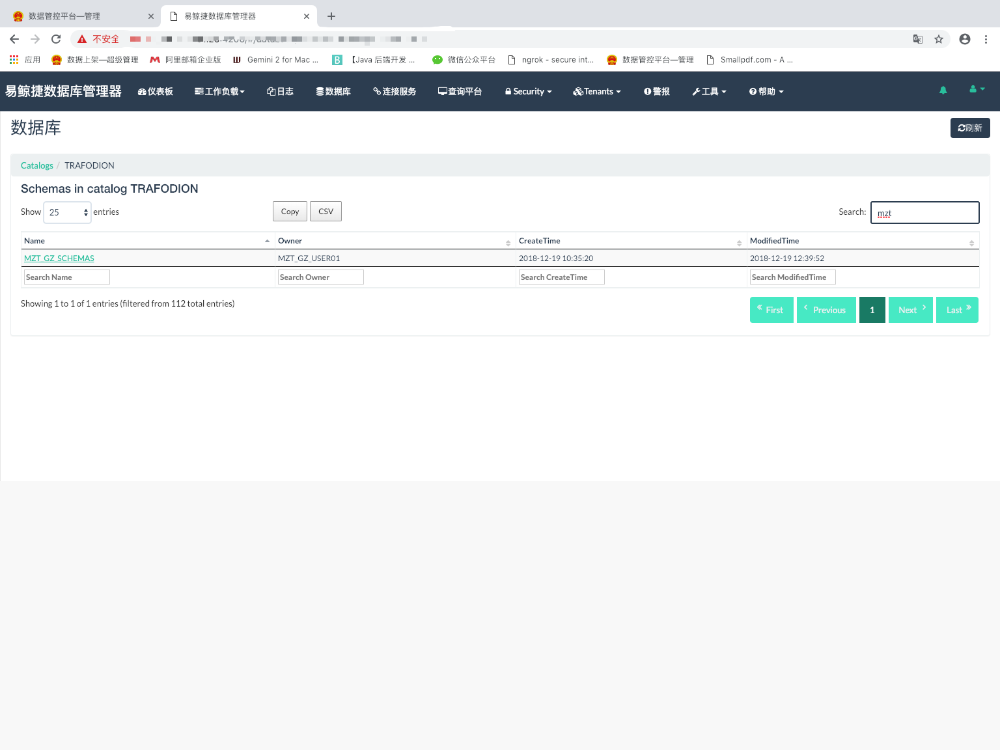 数据管控平台—管理
易鲸捷数据库管理器
不安全
应用 数据上架—超级管理 阿里邮箱企业版 Gemini 2 for Mac ... 【Java 后端开发 ... 微信公众平台 ngrok - secure int... 数据管控平台—管理 Smallpdf.com - A ...
易鲸捷数据库管理器 仪表板 工作负载 日志 数据库 连接服务 查询平台 Security Tenants 警报 工具 帮助
数据库
刷新
Catalogs / TRAFODION
Schemas in catalog TRAFODION
Show 25 entries Copy CSV Search: mzt
Name Owner CreateTime ModifiedTime
MZT_GZ_SCHEMAS MZT_GZ_USER01 2018-12-19 10:35:20 2018-12-19 12:39:52
Search Name Search Owner Search CreateTime Search ModifiedTime
Showing 1 to 1 of 1 entries (filtered from 112 total entries)
« First ‹ Previous 1 Next › Last »